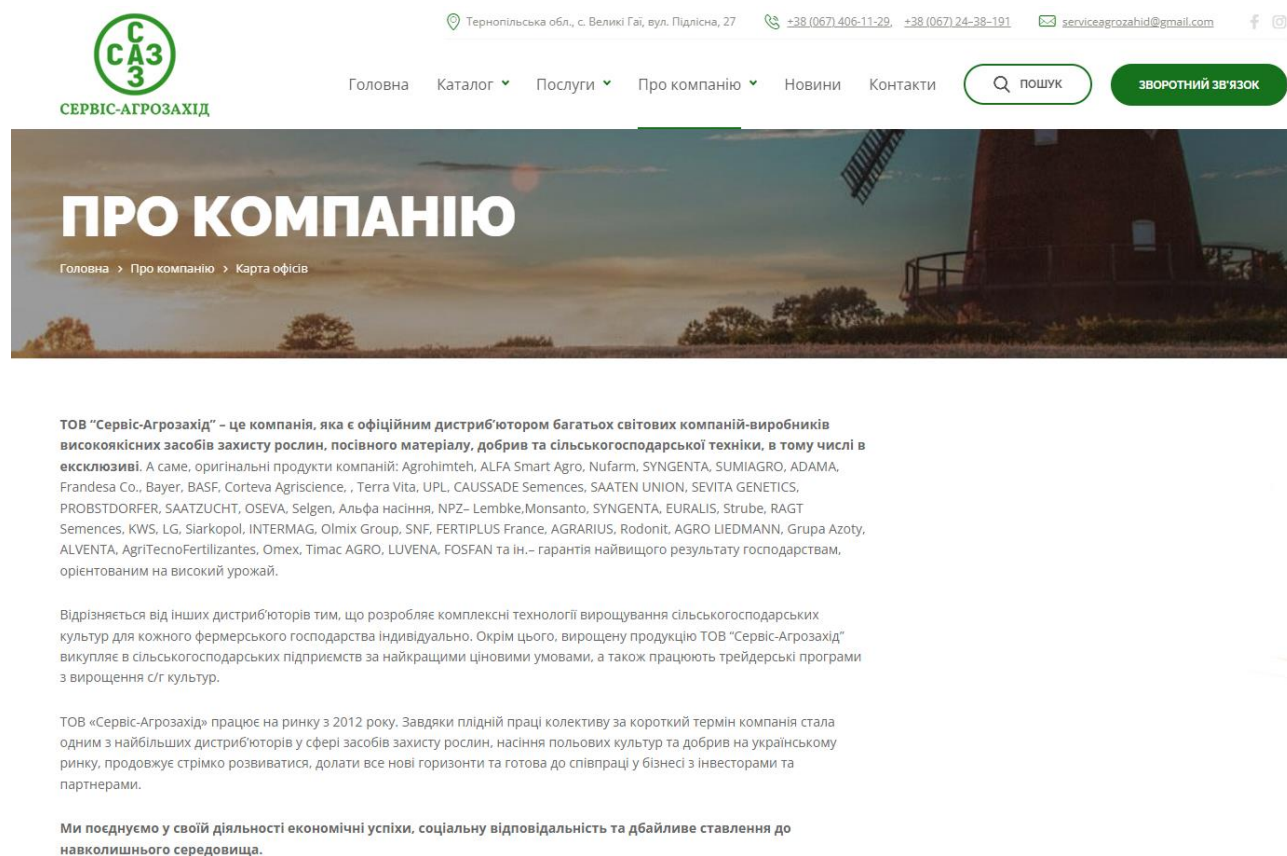 С
САЗ
З
СЕРВІС-АГРОЗАХІД
Тернопільська обл., с. Великі Гаї, вул. Підлісна, 27
+38 (067) 406-11-29, +38 (067) 24–38–191
serviceagrozahid@gmail.com
Головна
Каталог
Послуги
Про компанію
Новини
Контакти
ПОШУК
ЗВОРОТНИЙ ЗВ'ЯЗОК
ПРО КОМПАНІЮ
Головна > Про компанію > Карта офісів
ТОВ "Сервіс-Агрозахід" – це компанія, яка є офіційним дистриб'ютором багатьох світових компаній-виробників
високоякісних засобів захисту рослин, посівного матеріалу, добрив та сільськогосподарської техніки, в тому числі в
ексклюзиві. А саме, оригінальні продукти компаній: Agrohimteh, ALFA Smart Agro, Nufarm, SYNGENTA, SUMIAGRO, ADAMA,
Frandesa Co., Bayer, BASF, Corteva Agriscience, , Terra Vita, UPL, CAUSSADE Semences, SAATEN UNION, SEVITA GENETICS,
PROBSTDORFER, SAATZUCHT, OSEVA, Selgen, Альфа насіння, NPZ– Lembke,Monsanto, SYNGENTA, EURALIS, Strube, RAGT
Semences, KWS, LG, Siarkopol, INTERMAG, Olmix Group, SNF, FERTIPLUS France, AGRARIUS, Rodonit, AGRO LIEDMANN, Grupa Azoty,
ALVENTA, AgriTecnoFertilizantes, Omex, Timac AGRO, LUVENA, FOSFAN та ін.– гарантія найвищого результату господарствам,
орієнтованим на високий урожай.
Відрізняється від інших дистриб'юторів тим, що розробляє комплексні технології вирощування сільськогосподарських
культур для кожного фермерського господарства індивідуально. Окрім цього, вирощену продукцію ТОВ "Сервіс-Агрозахід"
викупляє в сільськогосподарських підприємств за найкращими ціновими умовами, а також працюють трейдерські програми
з вирощення с/г культур.
ТОВ «Сервіс-Агрозахід» працює на ринку з 2012 року. Завдяки плідній праці колективу за короткий термін компанія стала
одним з найбільших дистриб'юторів у сфері засобів захисту рослин, насіння польових культур та добрив на українському
ринку, продовжує стрімко розвиватися, долати все нові горизонти та готова до співпраці у бізнесі з інвесторами та
партнерами.
Ми поєднуємо у своїй діяльності економічні успіхи, соціальну відповідальність та дбайливе ставлення до
навколишнього середовища.